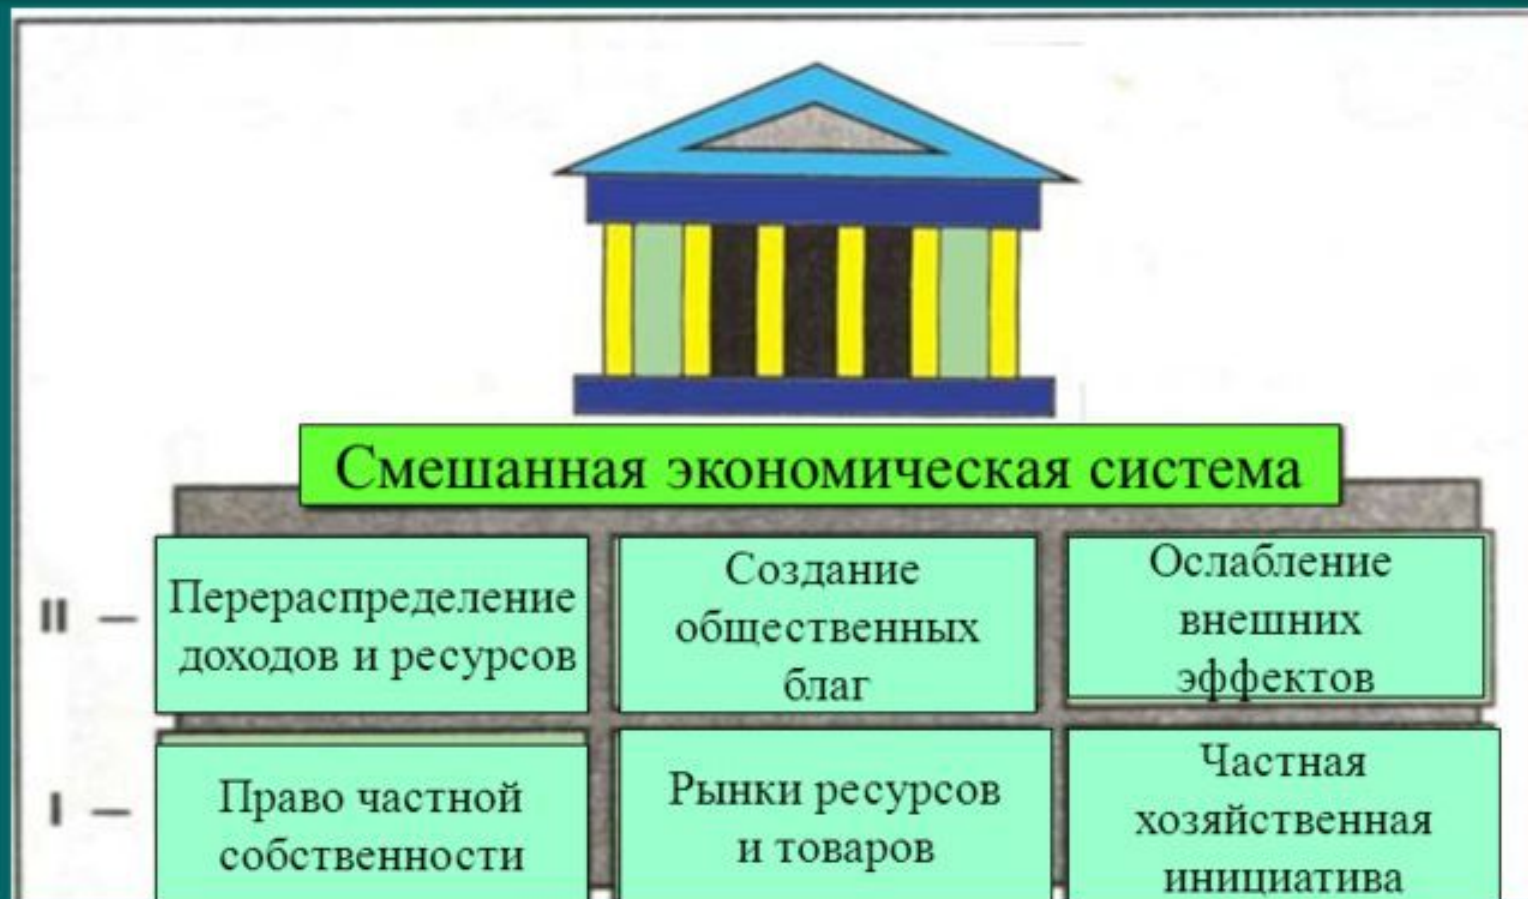 Смешанная экономическая система
II –
Перераспределение
доходов и ресурсов
Создание
общественных
благ
Ослабление
внешних
эффектов
I –
Право частной
собственности
Рынки ресурсов
и товаров
Частная
хозяйственная
инициатива